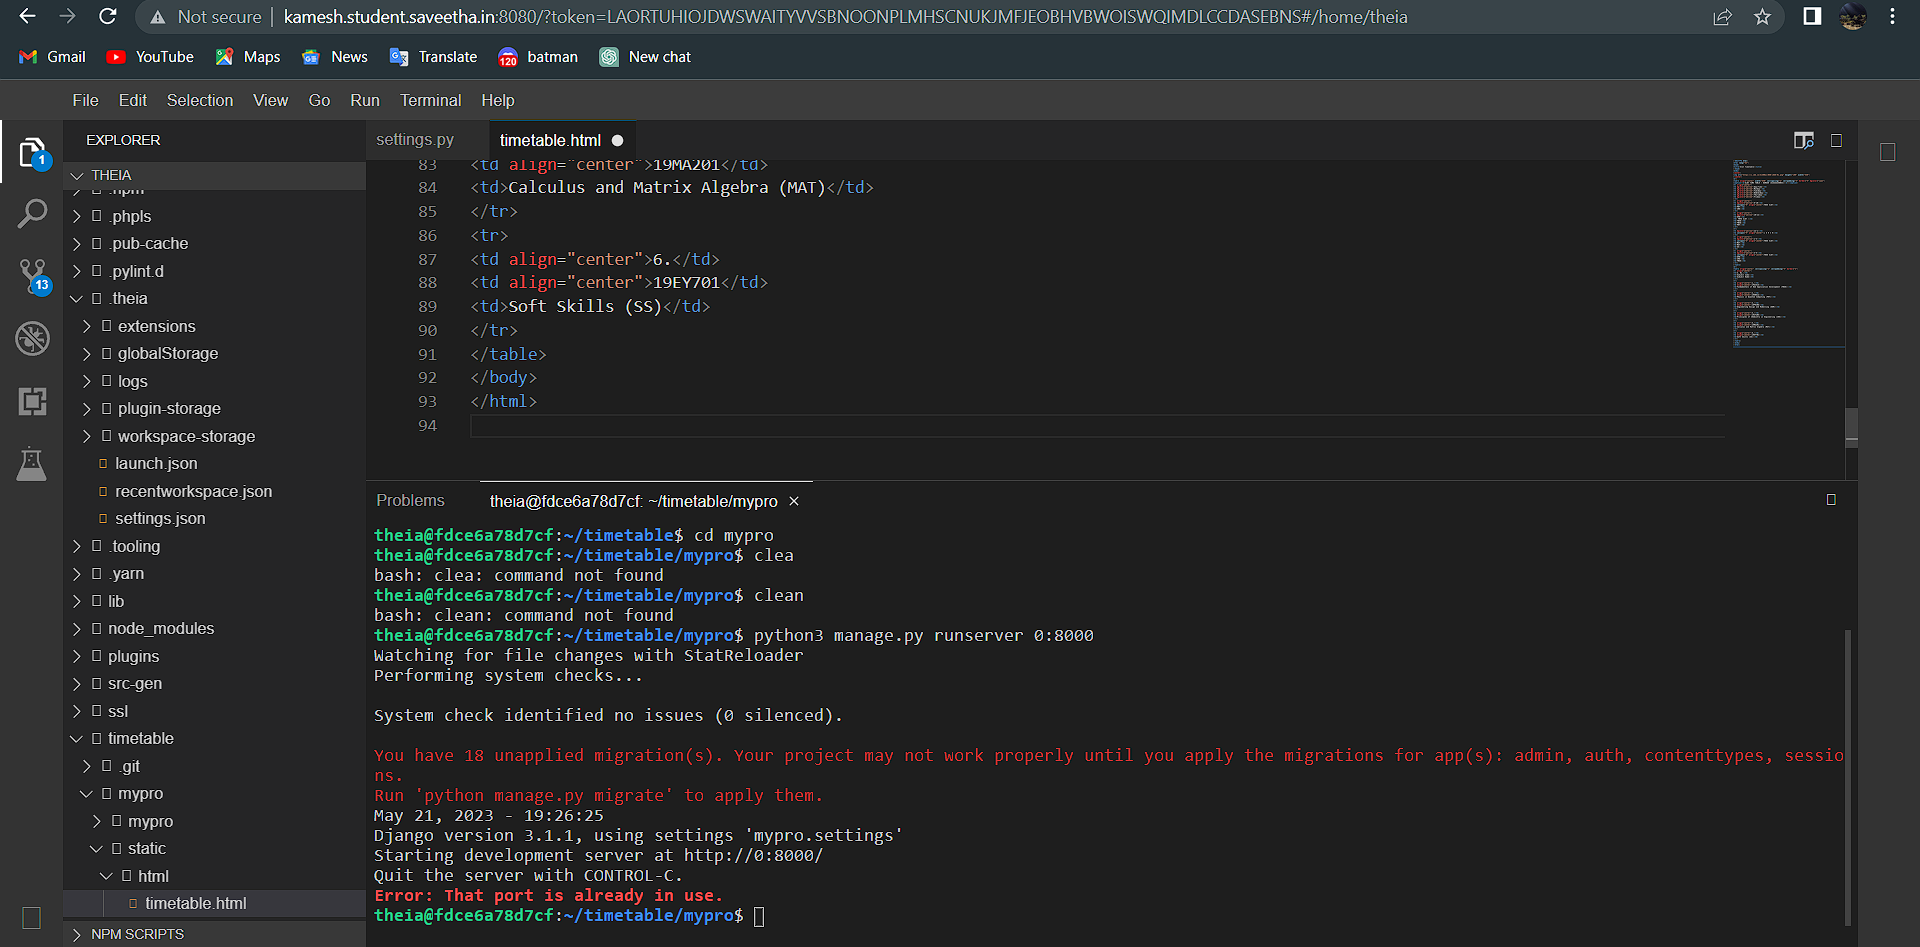 Not secure | kamesh.student.saveetha.in:8080/?token=LAORTUHIOJDWSWAITYVVSBNOONPLMHSCNUKJMFJEOBHVBWOISWQIMDLCCDASEBNS#/home/theia
Gmail YouTube Maps News Translate 120 batman New chat
File Edit Selection View Go Run Terminal Help
EXPLORER
1
13
THEIA
.npm
.phpls
.pub-cache
.pylint.d
.theia
extensions
globalStorage
logs
plugin-storage
workspace-storage
launch.json
recentworkspace.json
settings.json
.tooling
.yarn
lib
node_modules
plugins
src-gen
ssl
timetable
.git
mypro
mypro
static
html
timetable.html
NPM SCRIPTS
settings.py timetable.html
83 <td align="center">19MA201</td>
84 <td>Calculus and Matrix Algebra (MAT)</td>
85 </tr>
86 <tr>
87 <td align="center">6.</td>
88 <td align="center">19EY701</td>
89 <td>Soft Skills (SS)</td>
90 </tr>
91 </table>
92 </body>
93 </html>
94
Problems theia@fdce6a78d7cf: ~/timetable/mypro ×
theia@fdce6a78d7cf:~/timetable$ cd mypro
theia@fdce6a78d7cf:~/timetable/mypro$ clea
bash: clea: command not found
theia@fdce6a78d7cf:~/timetable/mypro$ clean
bash: clean: command not found
theia@fdce6a78d7cf:~/timetable/mypro$ python3 manage.py runserver 0:8000
Watching for file changes with StatReloader
Performing system checks...
System check identified no issues (0 silenced).
You have 18 unapplied migration(s). Your project may not work properly until you apply the migrations for app(s): admin, auth, contenttypes, sessio
ns.
Run 'python manage.py migrate' to apply them.
May 21, 2023 - 19:26:25
Django version 3.1.1, using settings 'mypro.settings'
Starting development server at http://0:8000/
Quit the server with CONTROL-C.
Error: That port is already in use.
theia@fdce6a78d7cf:~/timetable/mypro$